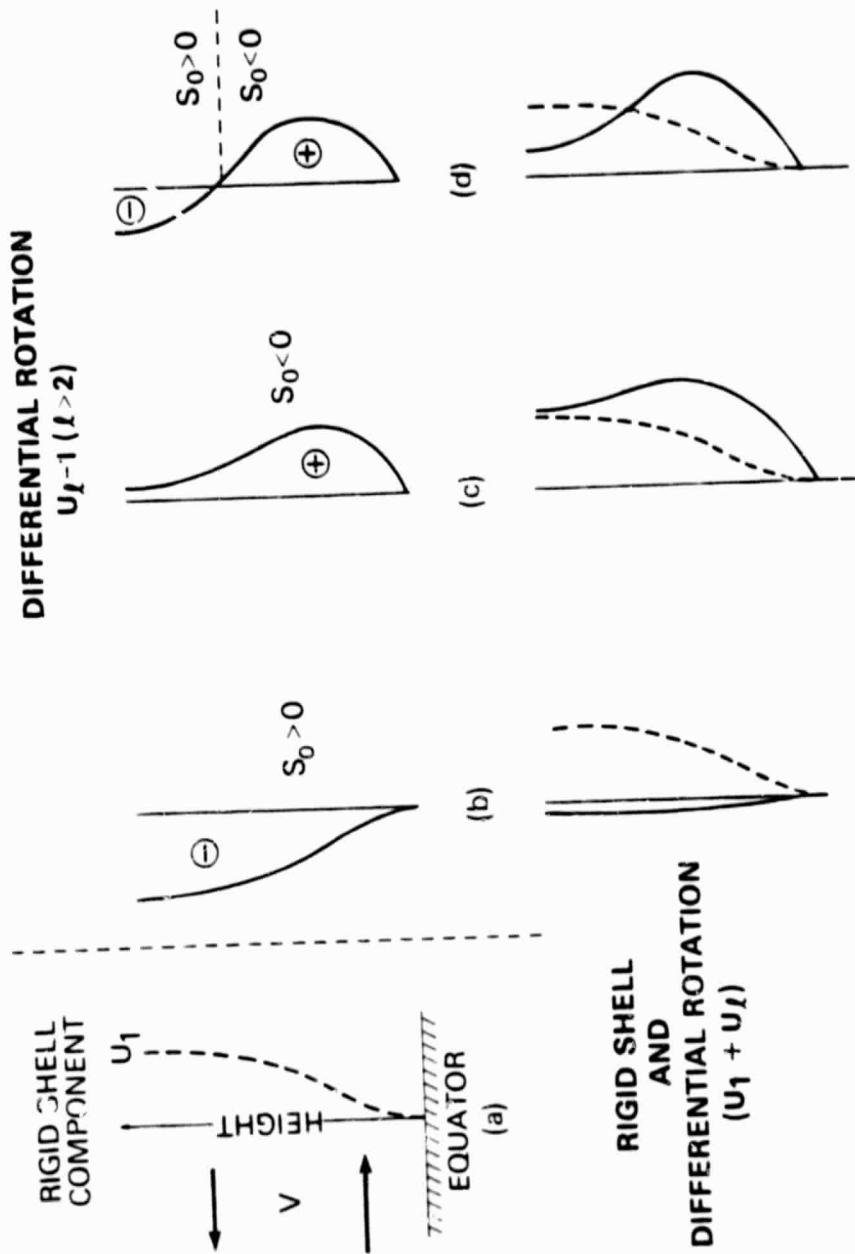 DIFFERENTIAL ROTATION
Uℓ-1 (ℓ>2)
RIGID SHELL
COMPONENT
U1
HEIGHT
V
EQUATOR
(a)
⊖
S0>0
(b)
⊕
S0<0
(c)
⊖
⊕
S0>0
S0<0
(d)
RIGID SHELL
AND
DIFFERENTIAL ROTATION
(U1 + Uℓ)